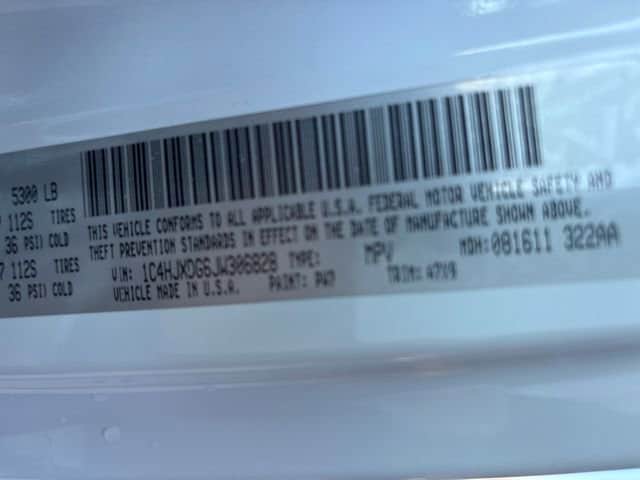 5300 LB
112S TIRES
36 PSI) COLD
112S TIRES
36 PSI) COLD
THIS VEHICLE CONFORMS TO ALL APPLICABLE U.S.A. FEDERAL MOTOR VEHICLE SAFETY AND
THEFT PREVENTION STANDARDS IN EFFECT ON THE DATE OF MANUFACTURE SHOWN ABOVE.
VIN: 1C4HJXDG6JW306828 TYPE: MPV MDH: 081611 322AA
VEHICLE MADE IN U.S.A. PAINT: PW7 TRIM: